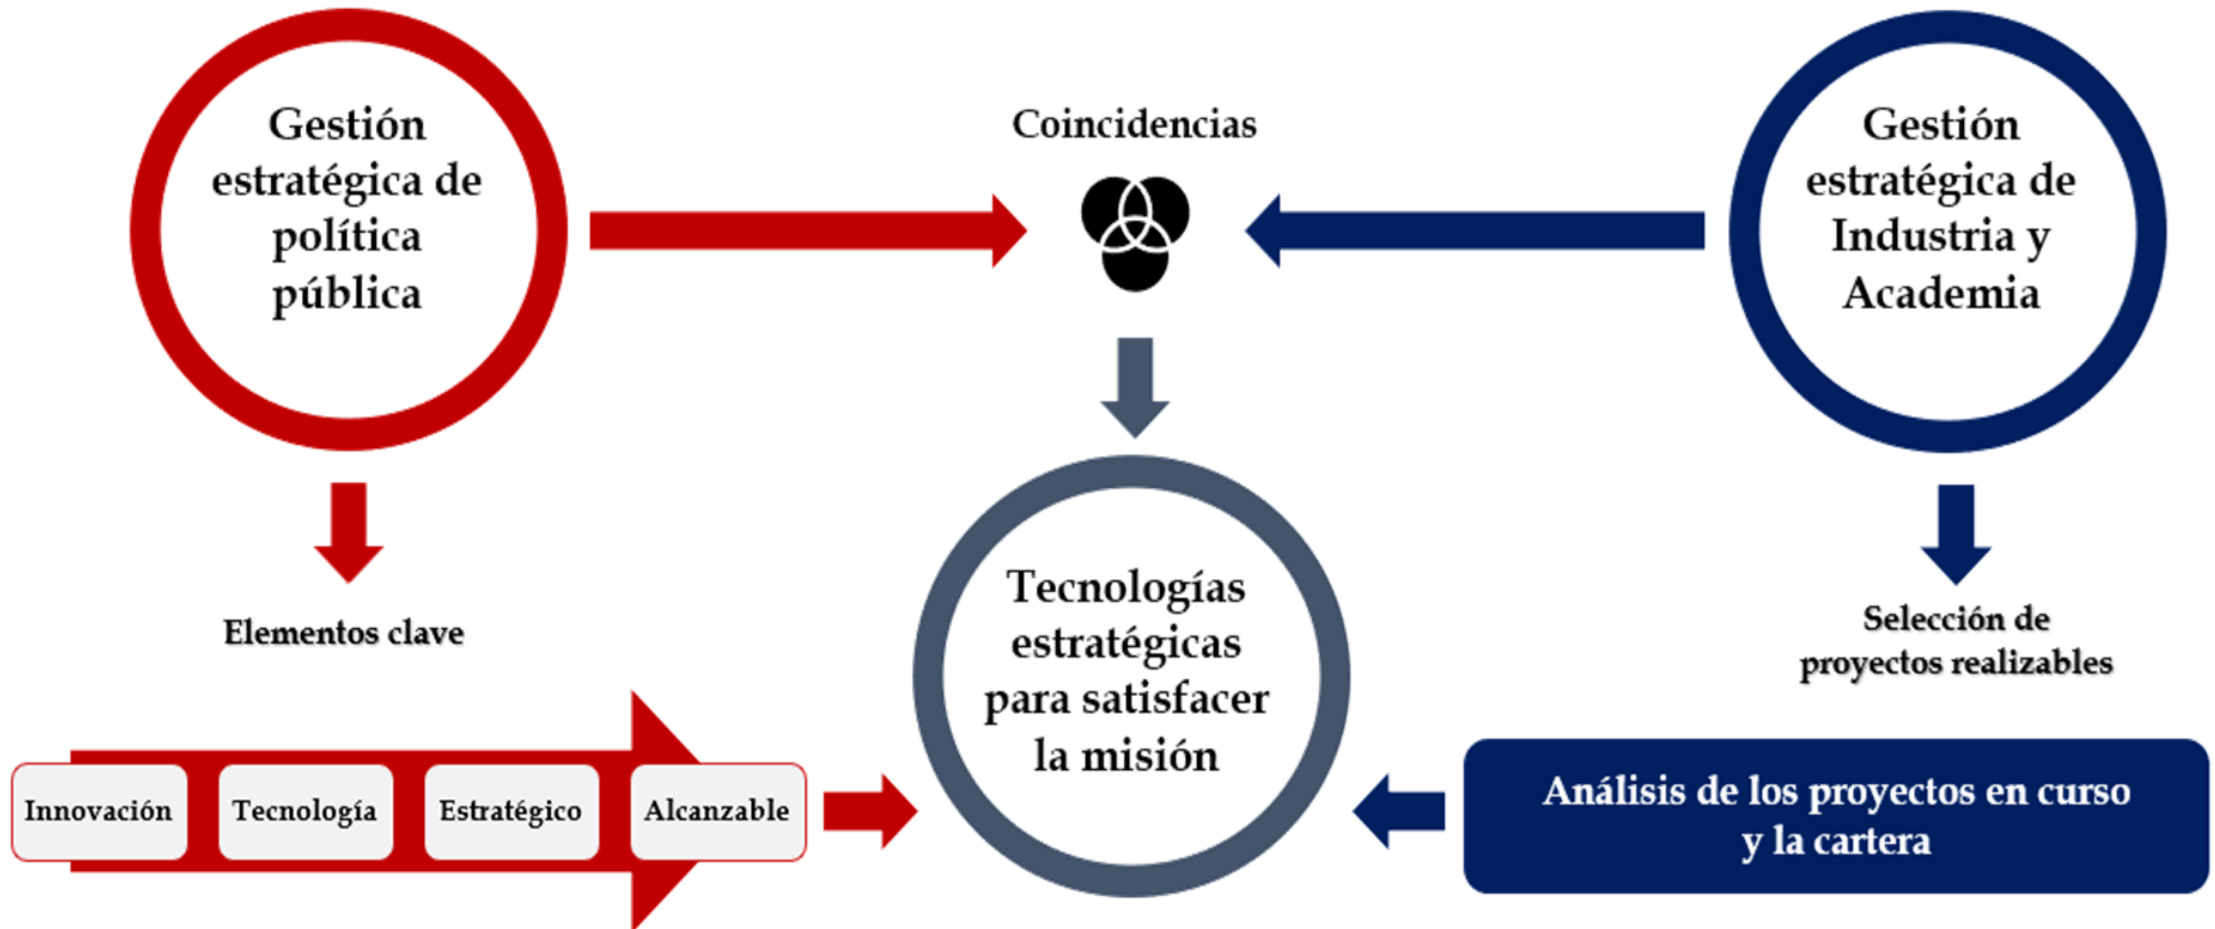 Gestión
estratégica de
política
pública
Coincidencias
Gestión
estratégica de
Industria y
Academia
Elementos clave
Tecnologías
estratégicas
para satisfacer
la misión
Selección de
proyectos realizables
Innovación
Tecnología
Estratégico
Alcanzable
Análisis de los proyectos en curso
y la cartera